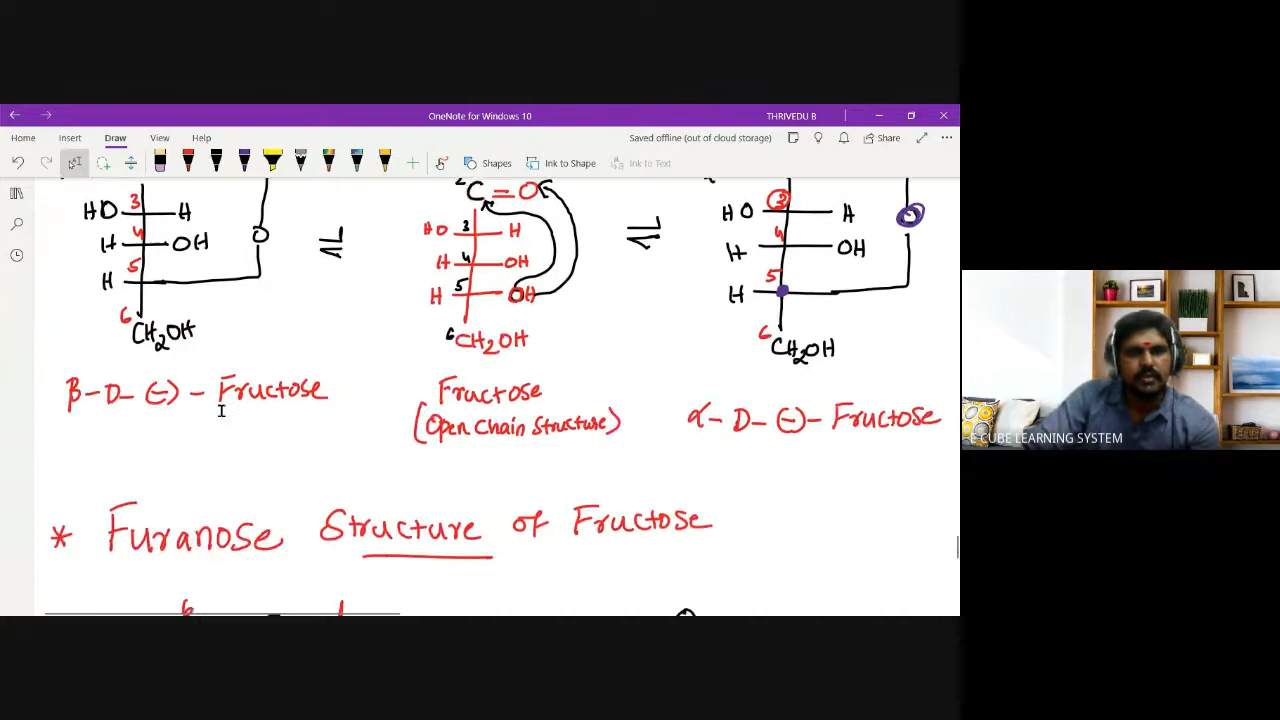 OneNote for Windows 10
THRIVEDU B
Home Insert Draw View Help
Saved offline (out of cloud storage)
Share
Shapes
Ink to Shape
Ink to Text
HO 3 H
H 4 OH
O
5
H
6
CH2OH
β-D-(-)-Fructose
⇌
2C=O
HO 3 H
H 4 OH
5
H OH
6CH2OH
Fructose
(Open Chain Structure)
⇌
HO 3 H
O
4
H OH
5
H
6
CH2OH
α-D-(-)-Fructose
* Furanose Structure of Fructose
6
E CUBE LEARNING SYSTEM